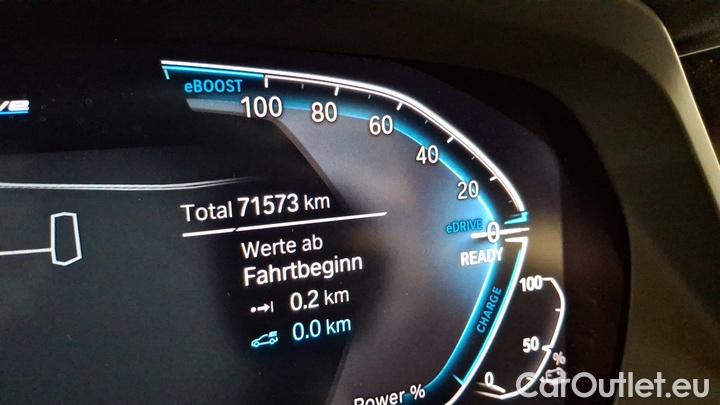 eBOOST
100 80 60 40 20 0
eDRIVE
Total 71573 km
Werte ab
Fahrtbeginn
0.2 km
0.0 km
READY
CHARGE
100
50
%
0
Power %
CarOutlet.eu